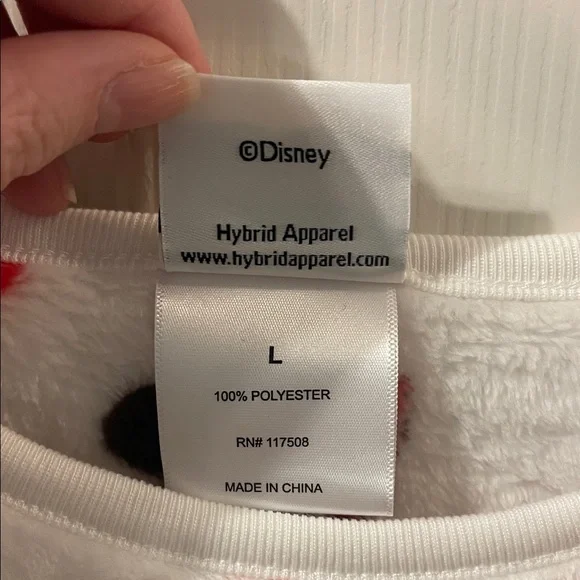 ©Disney
Hybrid Apparel
www.hybridapparel.com
L
100% POLYESTER
RN# 117508
MADE IN CHINA